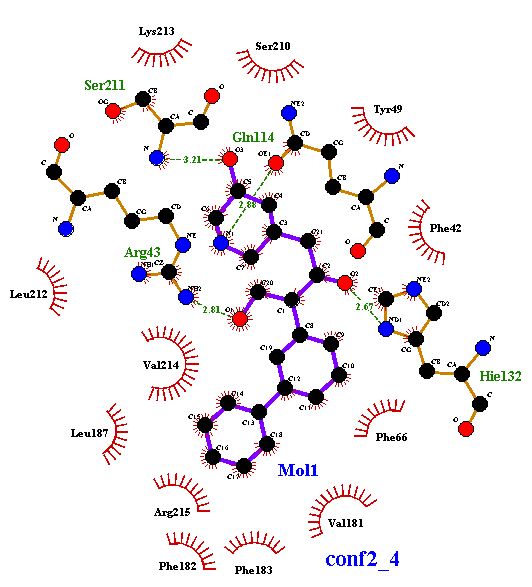 Lys213
Ser210
Ser211
OG
CB
CA
C
O
N
3.21
O3
Gln114
NE2
CD
OE1
CG
CB
CA
N
C
O
Tyr49
O
C
CA
N
CB
CG
CD
NE
CZ
NH1
NH2
Arg43
2.81
2.88
C5
C6
C4
N1
C3
C7
C21
C2
O2
C20
C1
Phe42
2.67
CE1
NE2
ND1
CD2
CG
CB
CA
N
C
O
Hie132
Leu212
Val214
C8
C9
C19
C10
C12
C11
C14
C13
C15
C18
C16
C17
Leu187
Phe66
Mol1
Arg215
Val181
Phe182
Phe183
conf2_4